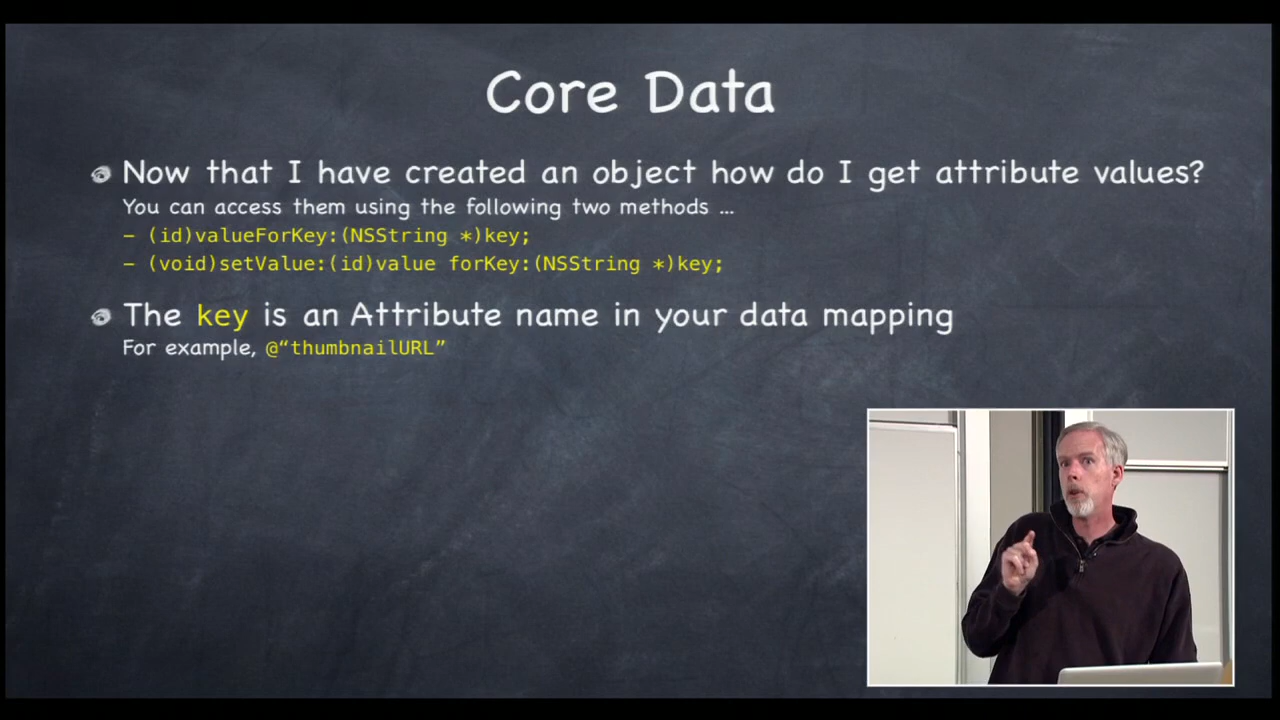 Core Data
Now that I have created an object how do I get attribute values?
You can access them using the following two methods ...
- (id)valueForKey:(NSString *)key;
- (void)setValue:(id)value forKey:(NSString *)key;
The key is an Attribute name in your data mapping
For example, @“thumbnailURL”